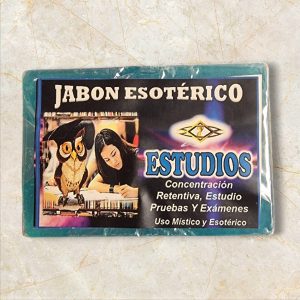 JABON ESOTÉRICO
ESTUDIOS
Concentración
Retentiva, Estudio
Pruebas Y Exámenes
Uso Místico y Esotérico